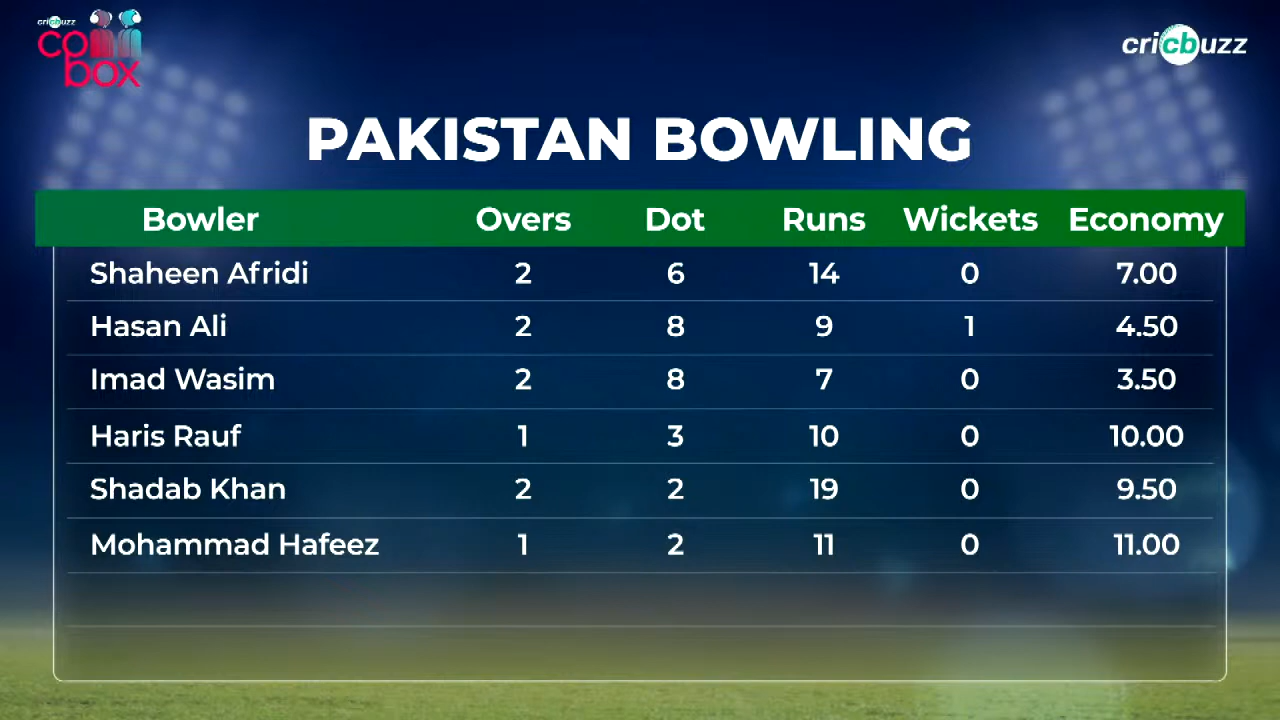 cricbuzz
com box
cricbuzz
PAKISTAN BOWLING
Bowler Overs Dot Runs Wickets Economy
Shaheen Afridi 2 6 14 0 7.00
Hasan Ali 2 8 9 1 4.50
Imad Wasim 2 8 7 0 3.50
Haris Rauf 1 3 10 0 10.00
Shadab Khan 2 2 19 0 9.50
Mohammad Hafeez 1 2 11 0 11.00